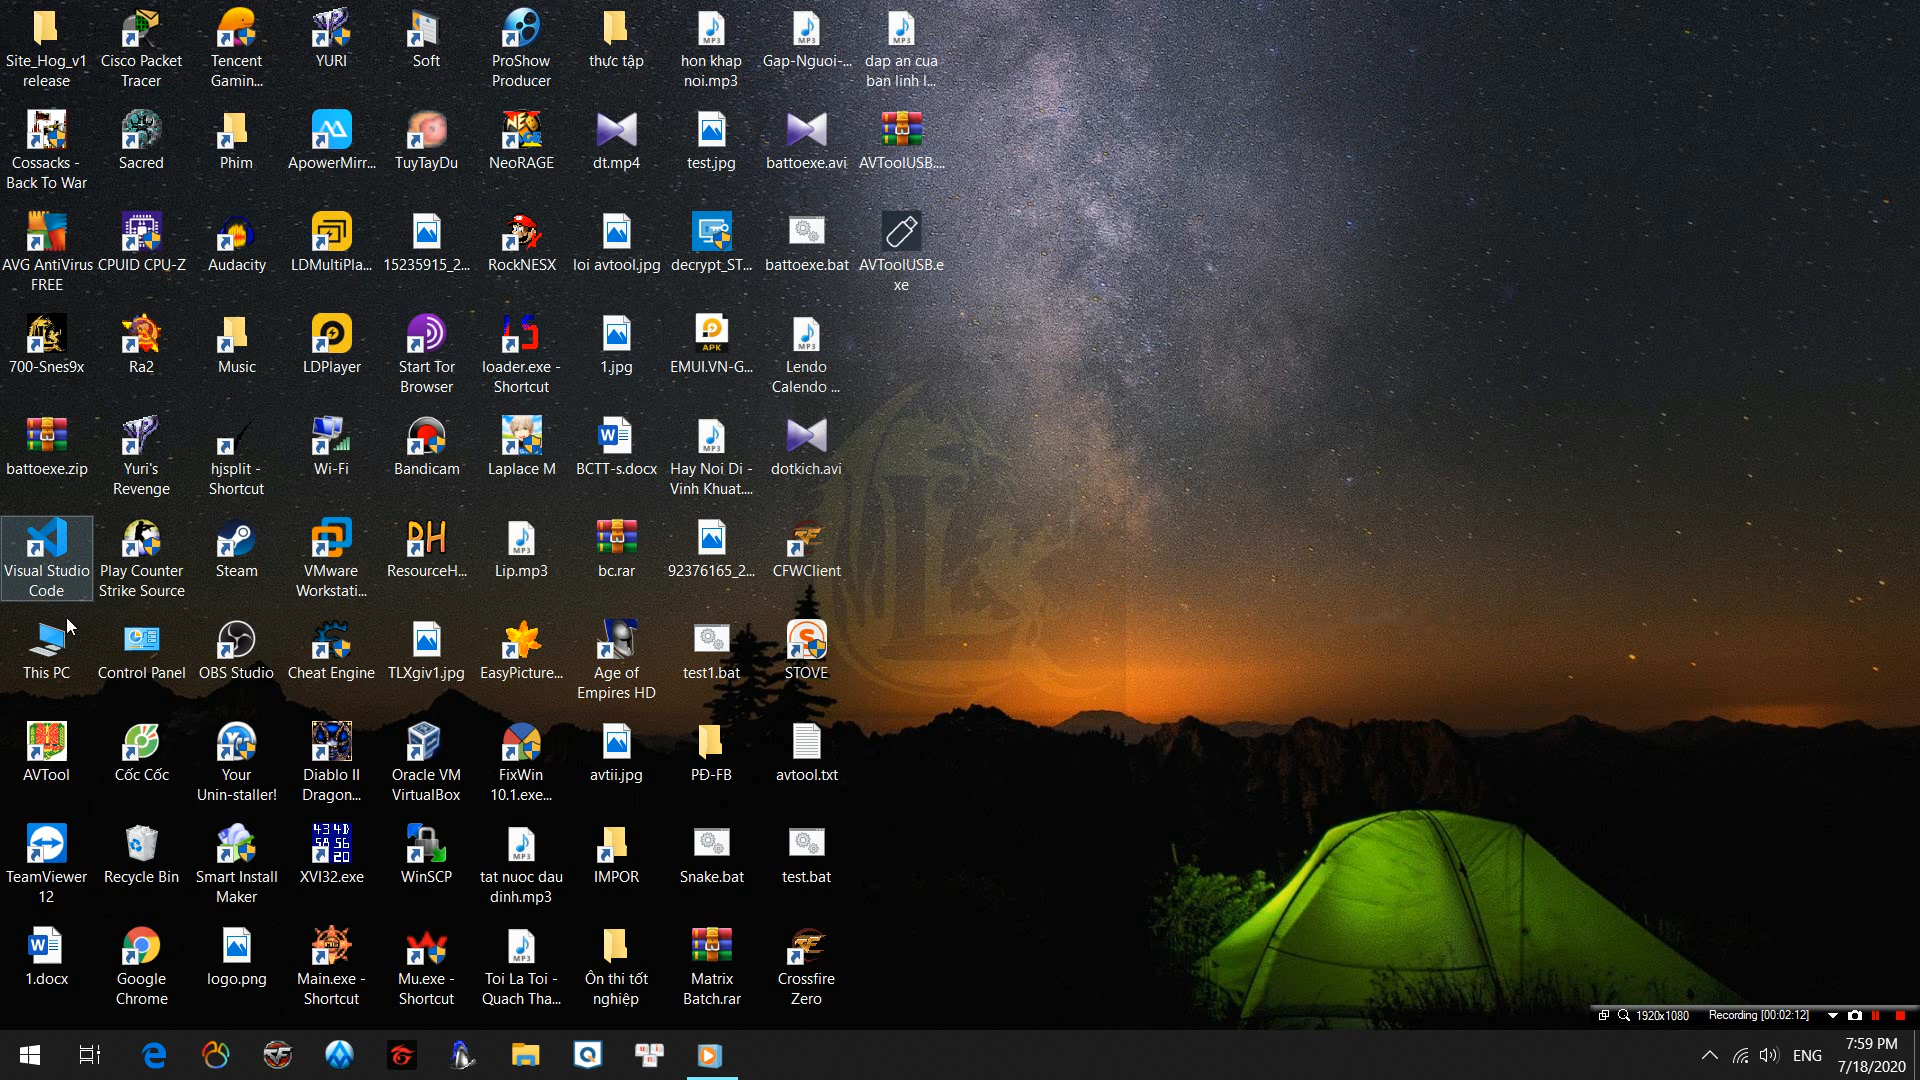 Site_Hog_v1
release
Cisco Packet
Tracer
Tencent
Gamin...
YURI
Soft
ProShow
Producer
thực tập
hon khap
noi.mp3
Gap-Nguoi-...
dap an cua
ban linh l...
Cossacks -
Back To War
Sacred
Phim
ApowerMirr...
TuyTayDu
NeoRAGE
dt.mp4
test.jpg
battoexe.avi
AVToolUSB....
AVG AntiVirus
FREE
CPUID CPU-Z
Audacity
LDMultiPla...
15235915_2...
RockNESX
loi avtool.jpg
decrypt_ST...
battoexe.bat
AVToolUSB.e
xe
700-Snes9x
Ra2
Music
LDPlayer
Start Tor
Browser
loader.exe -
Shortcut
1.jpg
EMUI.VN-G...
Lendo
Calendo ...
battoexe.zip
Yuri's
Revenge
hjsplit -
Shortcut
Wi-Fi
Bandicam
Laplace M
BCTT-s.docx
Hay Noi Di -
Vinh Khuat....
dotkich.avi
Visual Studio
Code
Play Counter
Strike Source
Steam
VMware
Workstati...
ResourceH...
Lip.mp3
bc.rar
92376165_2...
CFWClient
This PC
Control Panel
OBS Studio
Cheat Engine
TLXgiv1.jpg
EasyPicture...
Age of
Empires HD
test1.bat
STOVE
AVTool
Cốc Cốc
Your
Unin-staller!
Diablo II
Dragon...
Oracle VM
VirtualBox
FixWin
10.1.exe...
avtii.jpg
PĐ-FB
avtool.txt
TeamViewer
12
Recycle Bin
Smart Install
Maker
XVI32.exe
WinSCP
tat nuoc dau
dinh.mp3
IMPOR
Snake.bat
test.bat
1.docx
Google
Chrome
logo.png
Main.exe -
Shortcut
Mu.exe -
Shortcut
Toi La Toi -
Quach Tha...
Ôn thi tốt
nghiệp
Matrix
Batch.rar
Crossfire
Zero
1920x1080 Recording [00:02:12]
ENG
7:59 PM
7/18/2020